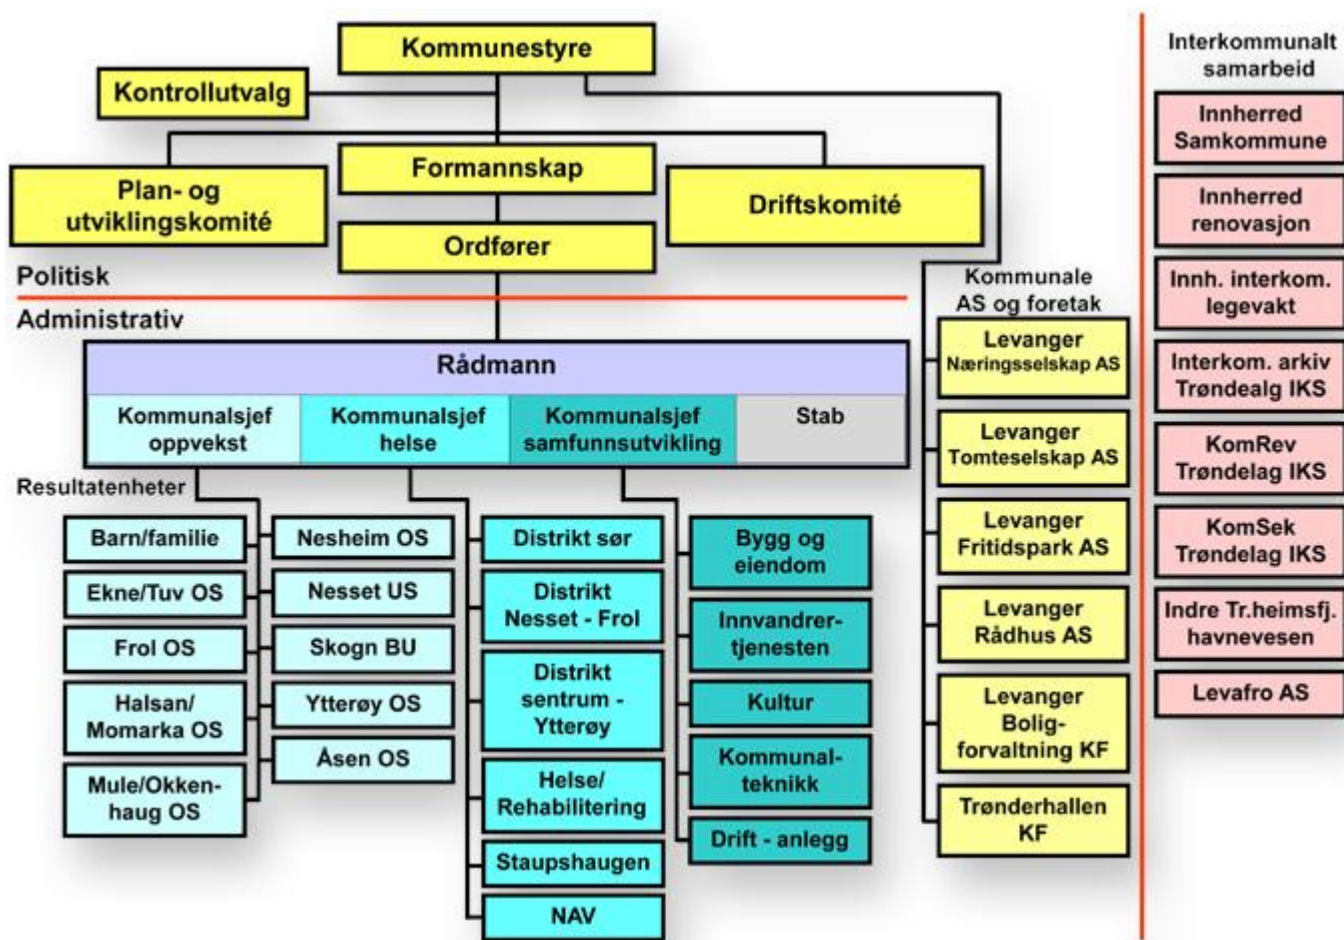 Kommunestyre
Kontrollutvalg
Plan- og
utviklingskomité
Formannskap
Driftskomité
Ordfører
Politisk
Administrativ
Rådmann
Kommunalsjef
oppvekst
Kommunalsjef
helse
Kommunalsjef
samfunnsutvikling
Stab
Resultatenheter
Barn/familie
Ekne/Tuv OS
Frol OS
Halsan/
Momarka OS
Mule/Okken-
haug OS
Nesheim OS
Nesset US
Skogn BU
Ytterøy OS
Åsen OS
Distrikt sør
Distrikt
Nesset - Frol
Distrikt
sentrum -
Ytterøy
Helse/
Rehabilitering
Staupshaugen
NAV
Bygg og
eiendom
Innvandrer-
tjenesten
Kultur
Kommunal-
teknikk
Drift - anlegg
Kommunale
AS og foretak
Levanger
Næringsselskap AS
Levanger
Tomteselskap AS
Levanger
Fritidspark AS
Levanger
Rådhus AS
Levanger
Bolig-
forvaltning KF
Trønderhallen
KF
Interkommunalt
samarbeid
Innherred
Samkommune
Innherred
renovasjon
Innh. interkom.
legevakt
Interkom. arkiv
Trøndealg IKS
KomRev
Trøndelag IKS
KomSek
Trøndelag IKS
Indre Tr.heimsfj.
havnevesen
Levafro AS